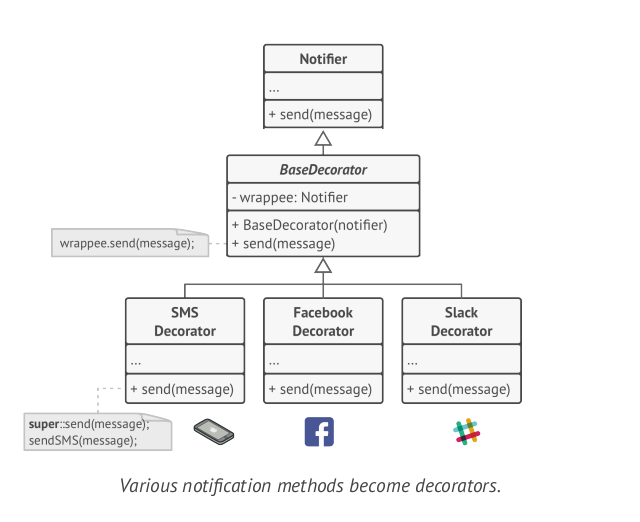 Notifier
...
+ send(message)
BaseDecorator
- wrappee: Notifier
+ BaseDecorator(notifier)
+ send(message)
wrappee.send(message);
SMS
Decorator
...
+ send(message)
Facebook
Decorator
...
+ send(message)
Slack
Decorator
...
+ send(message)
super::send(message);
sendSMS(message);
Various notification methods become decorators.